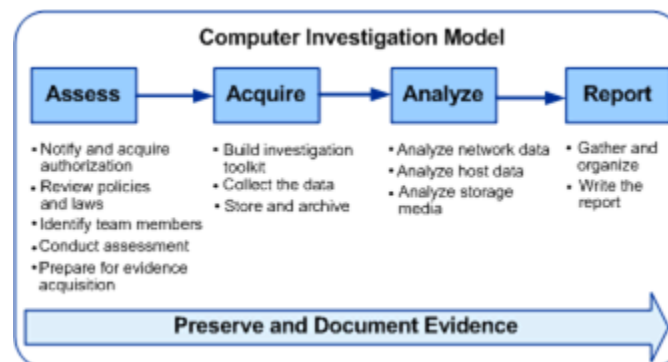 Computer Investigation Model
Assess
Acquire
Analyze
Report
• Notify and acquire
authorization
• Review policies
and laws
• Identify team members
• Conduct assessment
• Prepare for evidence
acquisition
• Build investigation
toolkit
• Collect the data
• Store and archive
• Analyze network data
• Analyze host data
• Analyze storage
media
• Gather and
organize
• Write the
report
Preserve and Document Evidence